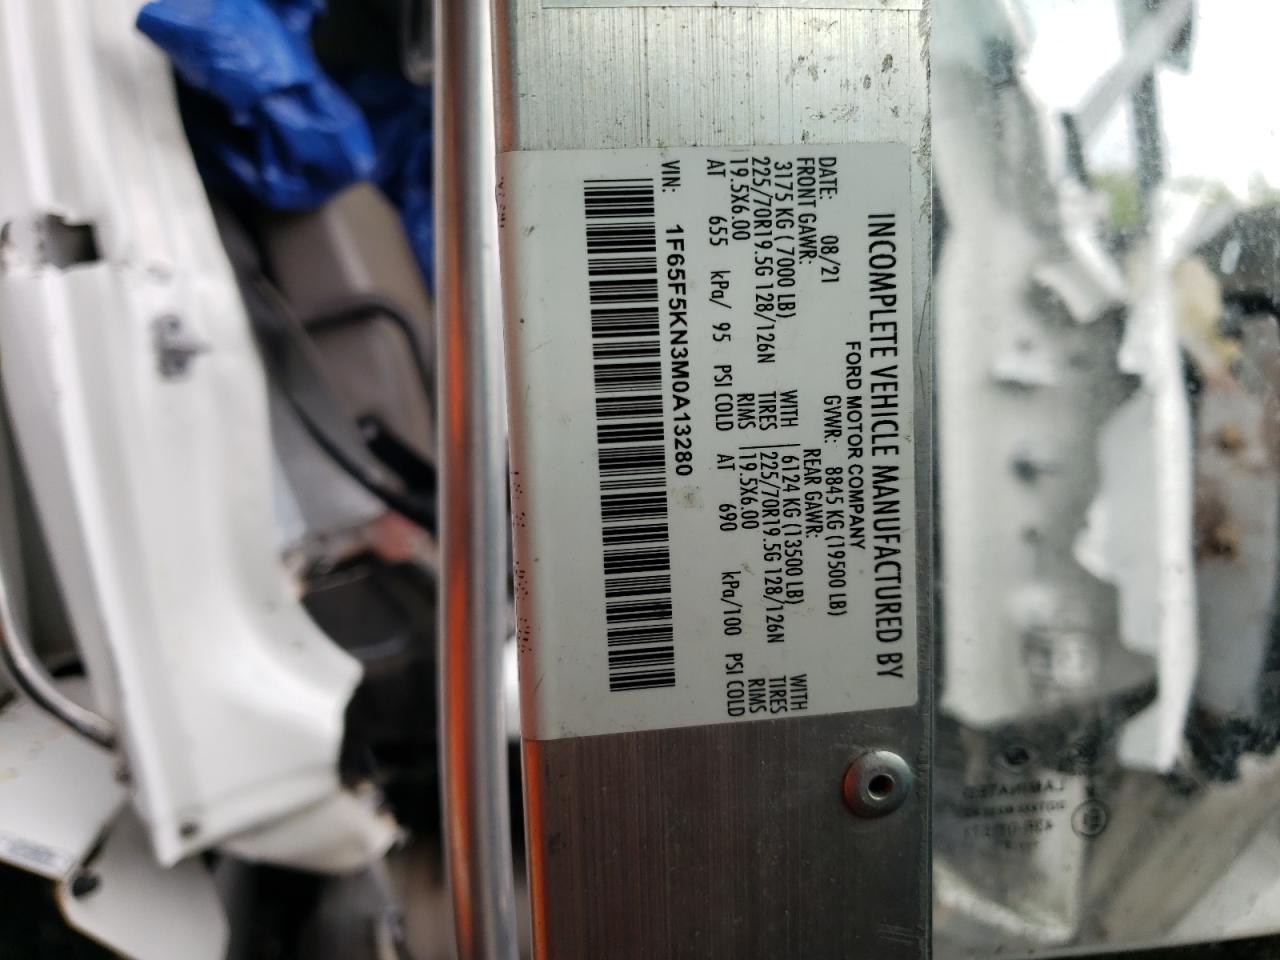 INCOMPLETE VEHICLE MANUFACTURED BY
FORD MOTOR COMPANY
DATE: 08/21 GVWR: 8845 KG (19500 LB)
FRONT GAWR: REAR GAWR:
3175 KG ( 7000 LB) WITH 6124 KG (13500 LB) WITH
225/70R19.5G 128/126N TIRES 225/70R19.5G 128/126N TIRES
19.5X6.00 RIMS 19.5X6.00 RIMS
AT 655 kPa/ 95 PSI COLD AT 690 kPa/100 PSI COLD
VIN: 1F65F5KN3M0A13280
LAMINATED